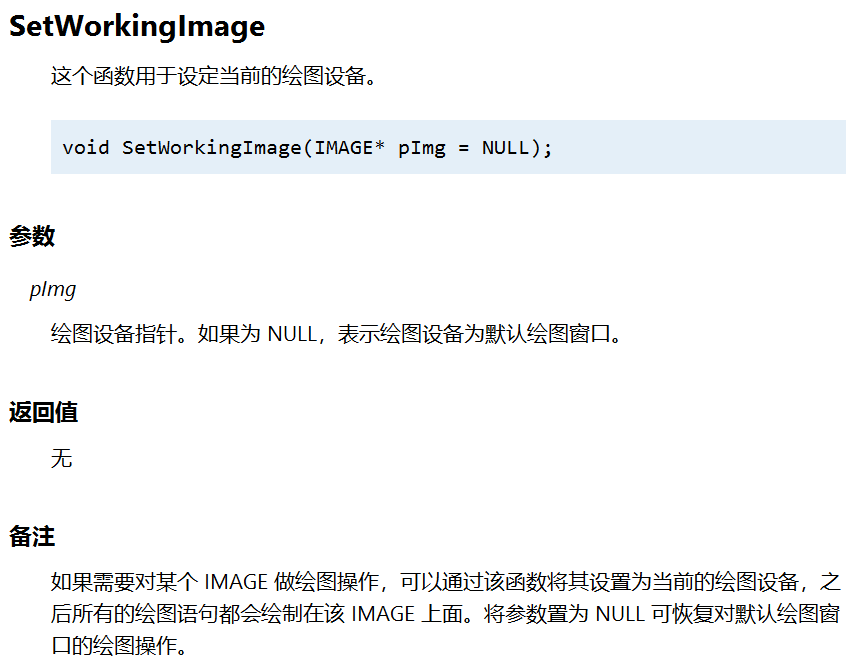 SetWorkingImage
这个函数用于设定当前的绘图设备。
void SetWorkingImage(IMAGE* pImg = NULL);
参数
pImg
绘图设备指针。如果为 NULL，表示绘图设备为默认绘图窗口。
返回值
无
备注
如果需要对某个 IMAGE 做绘图操作，可以通过该函数将其设置为当前的绘图设备，之
后所有的绘图语句都会绘制在该 IMAGE 上面。将参数置为 NULL 可恢复对默认绘图窗
口的绘图操作。